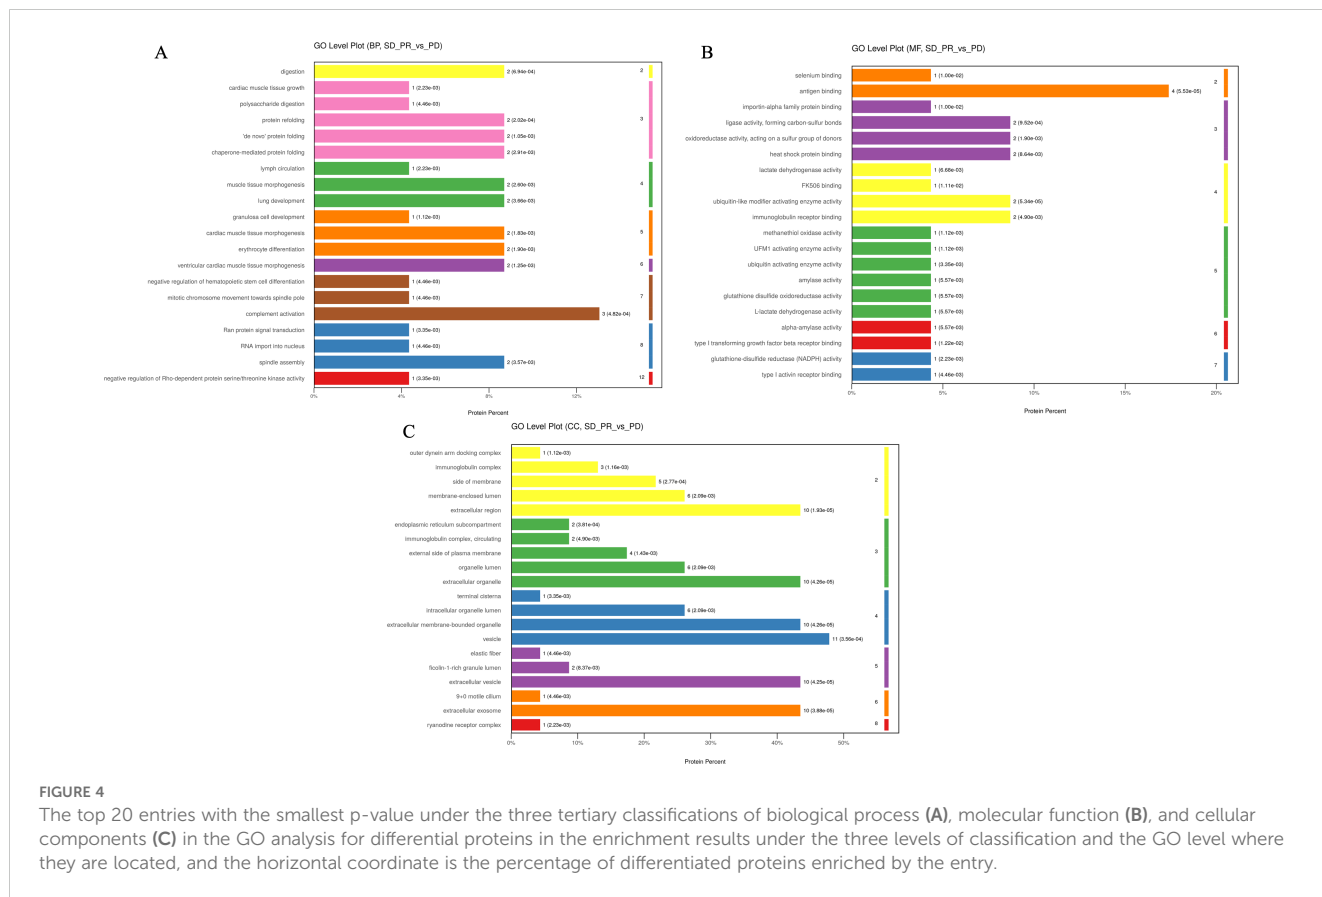 A
GO Level Plot (BP, SD_PR_vs_PD)
digestion 2 (6.94e-04) 2
cardiac muscle tissue growth 1 (2.23e-03)
polysaccharide digestion 1 (4.46e-03)
protein refolding 2 (2.02e-04) 3
'de novo' protein folding 2 (1.05e-03)
chaperone-mediated protein folding 2 (2.91e-03)
lymph circulation 1 (2.23e-03)
muscle tissue morphogenesis 2 (2.60e-03) 4
lung development 2 (3.66e-03)
granulosa cell development 1 (1.12e-03)
cardiac muscle tissue morphogenesis 2 (1.83e-03) 5
erythrocyte differentiation 2 (1.90e-03)
ventricular cardiac muscle tissue morphogenesis 2 (1.25e-03) 6
negative regulation of hematopoietic stem cell differentiation 1 (4.46e-03)
mitotic chromosome movement towards spindle pole 1 (4.46e-03) 7
complement activation 3 (4.82e-04)
Ran protein signal transduction 1 (3.35e-03)
RNA import into nucleus 1 (4.46e-03) 8
spindle assembly 2 (3.57e-03)
negative regulation of Rho-dependent protein serine/threonine kinase activity 1 (3.35e-03) 12
0% 4% 8% 12%
Protein Percent
B
GO Level Plot (MF, SD_PR_vs_PD)
selenium binding 1 (1.00e-02)
2
antigen binding 4 (5.53e-05)
importin-alpha family protein binding 1 (1.00e-02)
ligase activity, forming carbon-sulfur bonds 2 (9.52e-04)
3
oxidoreductase activity, acting on a sulfur group of donors 2 (1.90e-03)
heat shock protein binding 2 (8.64e-03)
lactate dehydrogenase activity 1 (6.68e-03)
FK506 binding 1 (1.11e-02)
4
ubiquitin-like modifier activating enzyme activity 2 (5.34e-05)
immunoglobulin receptor binding 2 (4.90e-03)
methanethiol oxidase activity 1 (1.12e-03)
UFM1 activating enzyme activity 1 (1.12e-03)
ubiquitin activating enzyme activity 1 (3.35e-03)
5
amylase activity 1 (5.57e-03)
glutathione disulfide oxidoreductase activity 1 (5.57e-03)
L-lactate dehydrogenase activity 1 (5.57e-03)
alpha-amylase activity 1 (5.57e-03)
6
type I transforming growth factor beta receptor binding 1 (1.22e-02)
glutathione-disulfide reductase (NADPH) activity 1 (2.23e-03)
7
type I activin receptor binding 1 (4.46e-03)
0% 5% 10% 15% 20%
Protein Percent
C
GO Level Plot (CC, SD_PR_vs_PD)
outer dynein arm docking complex 1 (1.12e-03)
immunoglobulin complex 3 (1.16e-03)
side of membrane 5 (2.77e-04) 2
membrane-enclosed lumen 6 (2.09e-03)
extracellular region 10 (1.93e-05)
endoplasmic reticulum subcompartment 2 (3.81e-04)
immunoglobulin complex, circulating 2 (4.90e-03)
external side of plasma membrane 4 (1.43e-03) 3
organelle lumen 6 (2.09e-03)
extracellular organelle 10 (4.26e-05)
terminal cisterna 1 (3.35e-03)
intracellular organelle lumen 6 (2.09e-03)
4
extracellular membrane-bounded organelle 10 (4.26e-05)
vesicle 11 (3.56e-04)
elastic fiber 1 (4.46e-03)
ficolin-1-rich granule lumen 2 (6.37e-03) 5
extracellular vesicle 10 (4.25e-05)
9+0 motile cilium 1 (4.46e-03)
6
extracellular exosome 10 (3.88e-05)
ryanodine receptor complex 1 (2.23e-03) 8
0% 10% 20% 30% 40% 50%
Protein Percent
FIGURE 4
The top 20 entries with the smallest p-value under the three tertiary classifications of biological process (A), molecular function (B), and cellular
components (C) in the GO analysis for differential proteins in the enrichment results under the three levels of classification and the GO level where
they are located, and the horizontal coordinate is the percentage of differentiated proteins enriched by the entry.